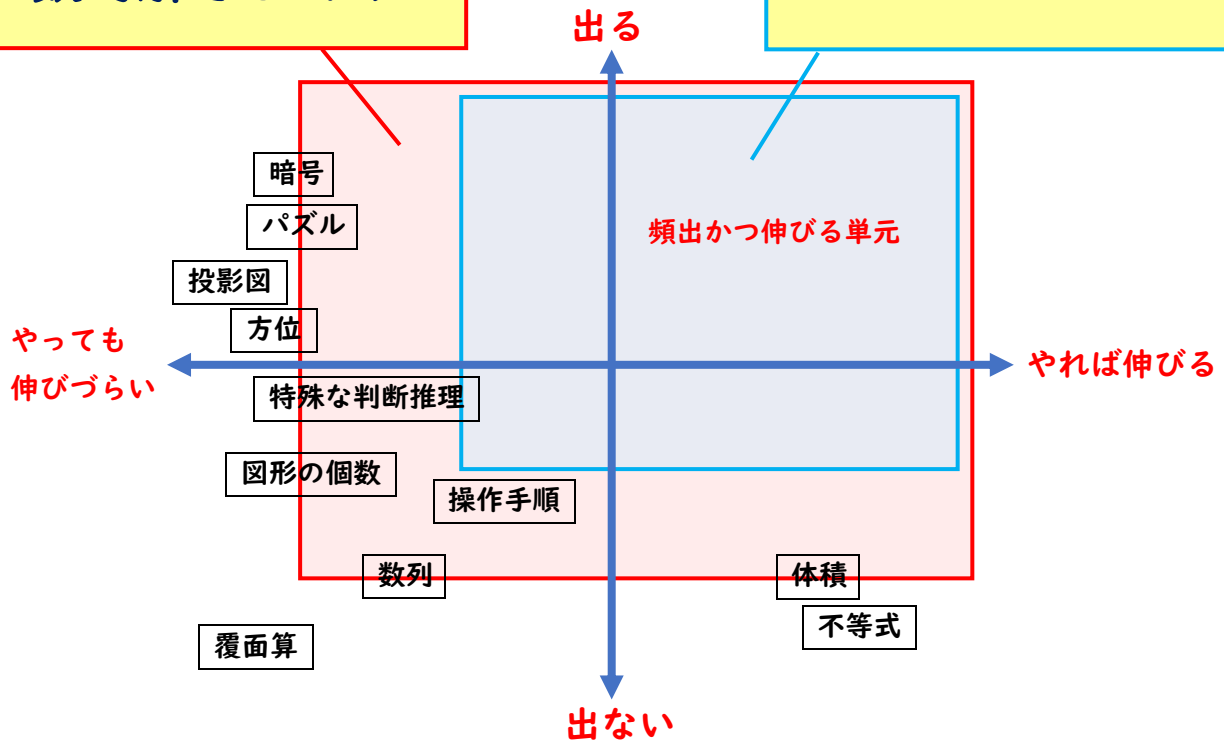 出る
暗号
パズル
頻出かつ伸びる単元
投影図
方位
やっても
伸びづらい
やれば伸びる
特殊な判断推理
図形の個数
操作手順
数列
体積
不等式
覆面算
出ない